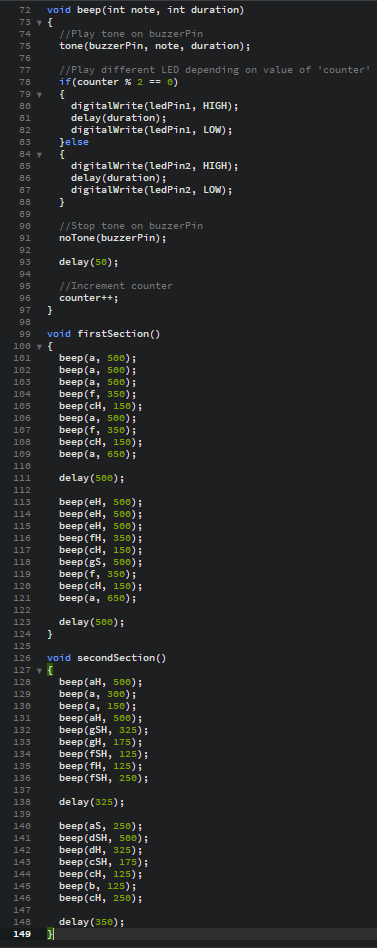 72 void beep(int note, int duration)
73 {
74 //Play tone on buzzerPin
75 tone(buzzerPin, note, duration);
76
77 //Play different LED depending on value of 'counter'
78 if(counter % 2 == 0)
79 {
80 digitalWrite(ledPin1, HIGH);
81 delay(duration);
82 digitalWrite(ledPin1, LOW);
83 }else
84 {
85 digitalWrite(ledPin2, HIGH);
86 delay(duration);
87 digitalWrite(ledPin2, LOW);
88 }
89
90 //Stop tone on buzzerPin
91 noTone(buzzerPin);
92
93 delay(50);
94
95 //Increment counter
96 counter++;
97 }
98
99 void firstSection()
100 {
101 beep(a, 500);
102 beep(a, 500);
103 beep(a, 500);
104 beep(f, 350);
105 beep(cH, 150);
106 beep(a, 500);
107 beep(f, 350);
108 beep(cH, 150);
109 beep(a, 650);
110
111 delay(500);
112
113 beep(eH, 500);
114 beep(eH, 500);
115 beep(eH, 500);
116 beep(fH, 350);
117 beep(cH, 150);
118 beep(gS, 500);
119 beep(f, 350);
120 beep(cH, 150);
121 beep(a, 650);
122
123 delay(500);
124 }
125
126 void secondSection()
127 {
128 beep(aH, 500);
129 beep(a, 300);
130 beep(a, 150);
131 beep(aH, 500);
132 beep(gSH, 325);
133 beep(gH, 175);
134 beep(fSH, 125);
135 beep(fH, 125);
136 beep(fSH, 250);
137
138 delay(325);
139
140 beep(aS, 250);
141 beep(dSH, 500);
142 beep(dH, 325);
143 beep(cSH, 175);
144 beep(cH, 125);
145 beep(b, 125);
146 beep(cH, 250);
147
148 delay(350);
149 }